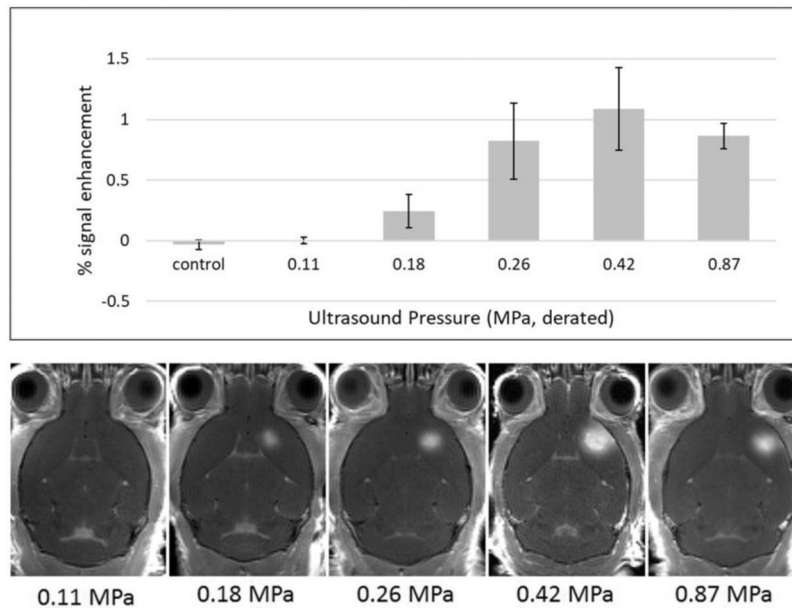 1.5
1
0.5
0
-0.5
% signal enhancement
control 0.11 0.18 0.26 0.42 0.87
Ultrasound Pressure (MPa, derated)
0.11 MPa 0.18 MPa 0.26 MPa 0.42 MPa 0.87 MPa